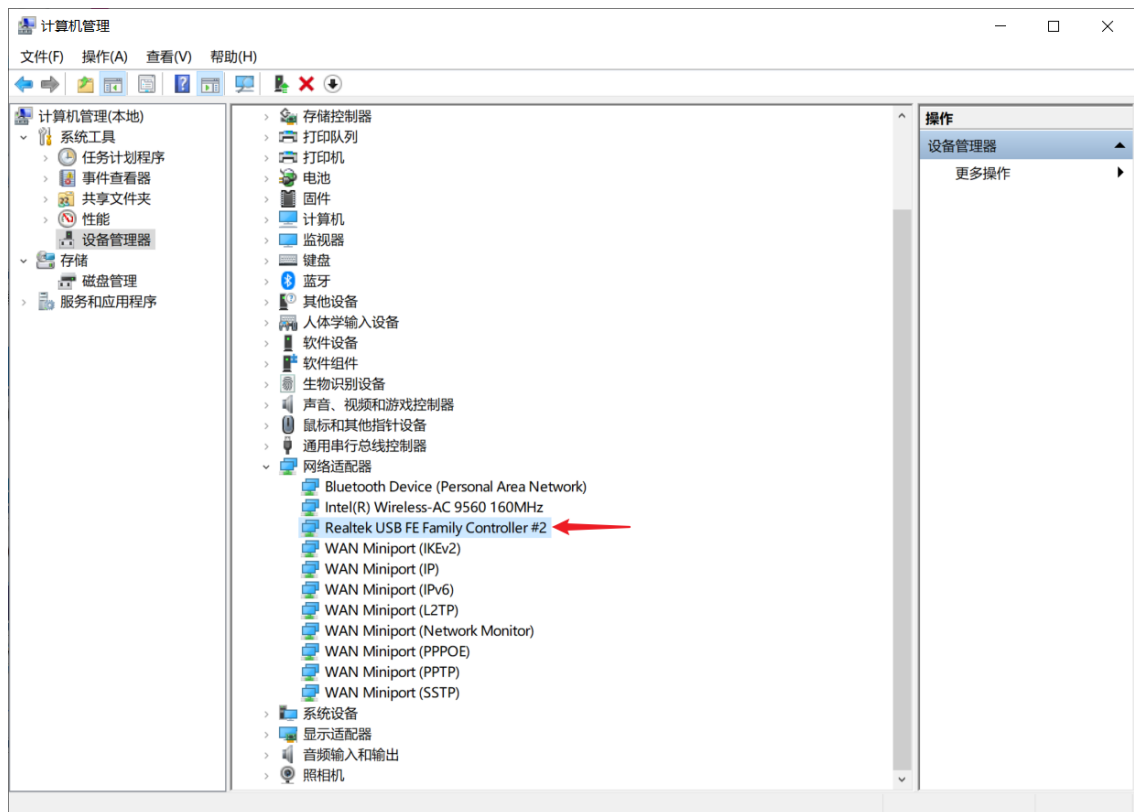 计算机管理
文件(F) 操作(A) 查看(V) 帮助(H)
计算机管理(本地)
系统工具
任务计划程序
事件查看器
共享文件夹
性能
设备管理器
存储
磁盘管理
服务和应用程序
存储控制器
打印队列
打印机
电池
固件
计算机
监视器
键盘
蓝牙
其他设备
人体学输入设备
软件设备
软件组件
生物识别设备
声音、视频和游戏控制器
鼠标和其他指针设备
通用串行总线控制器
网络适配器
Bluetooth Device (Personal Area Network)
Intel(R) Wireless-AC 9560 160MHz
Realtek USB FE Family Controller #2
WAN Miniport (IKEv2)
WAN Miniport (IP)
WAN Miniport (IPv6)
WAN Miniport (L2TP)
WAN Miniport (Network Monitor)
WAN Miniport (PPPOE)
WAN Miniport (PPTP)
WAN Miniport (SSTP)
系统设备
显示适配器
音频输入和输出
照相机
操作
设备管理器
更多操作